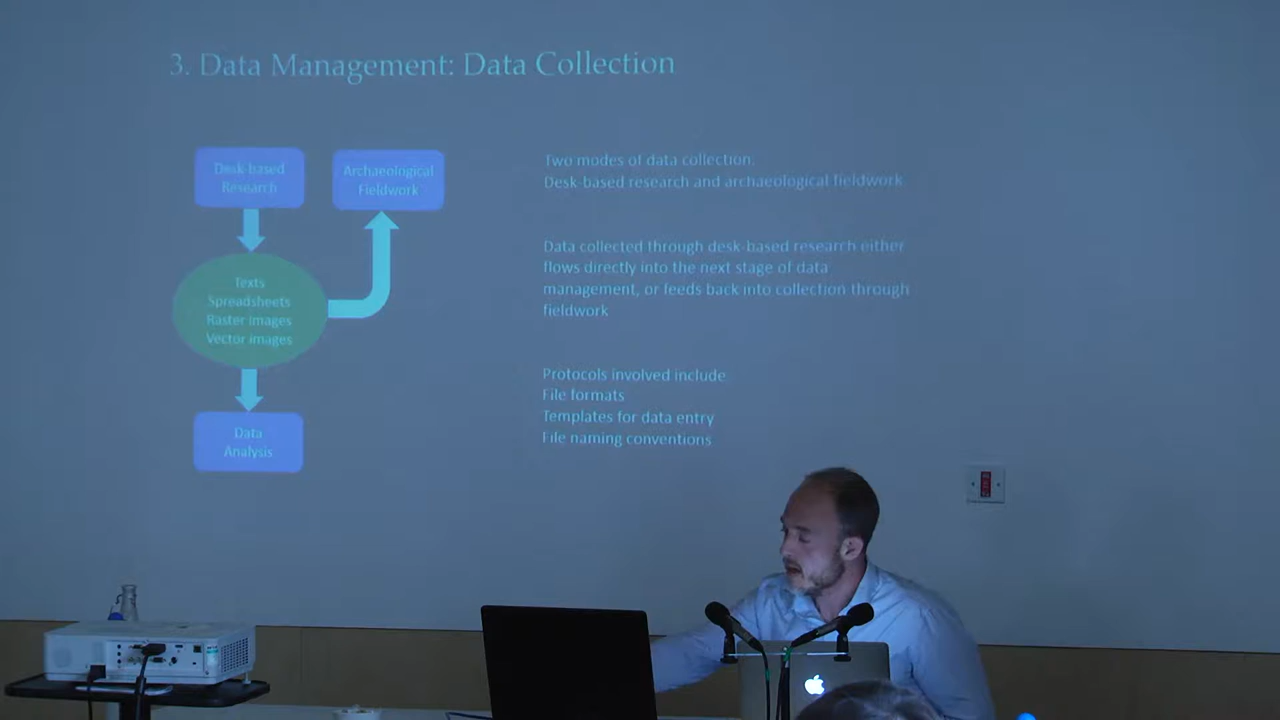 3. Data Management: Data Collection
Desk-based
Research
Archaeological
Fieldwork
Texts
Spreadsheets
Raster images
Vector images
Data
Analysis
Two modes of data collection:
Desk-based research and archaeological fieldwork
Data collected through desk-based research either
flows directly into the next stage of data
management, or feeds back into collection through
fieldwork
Protocols involved include
File formats
Templates for data entry
File naming conventions